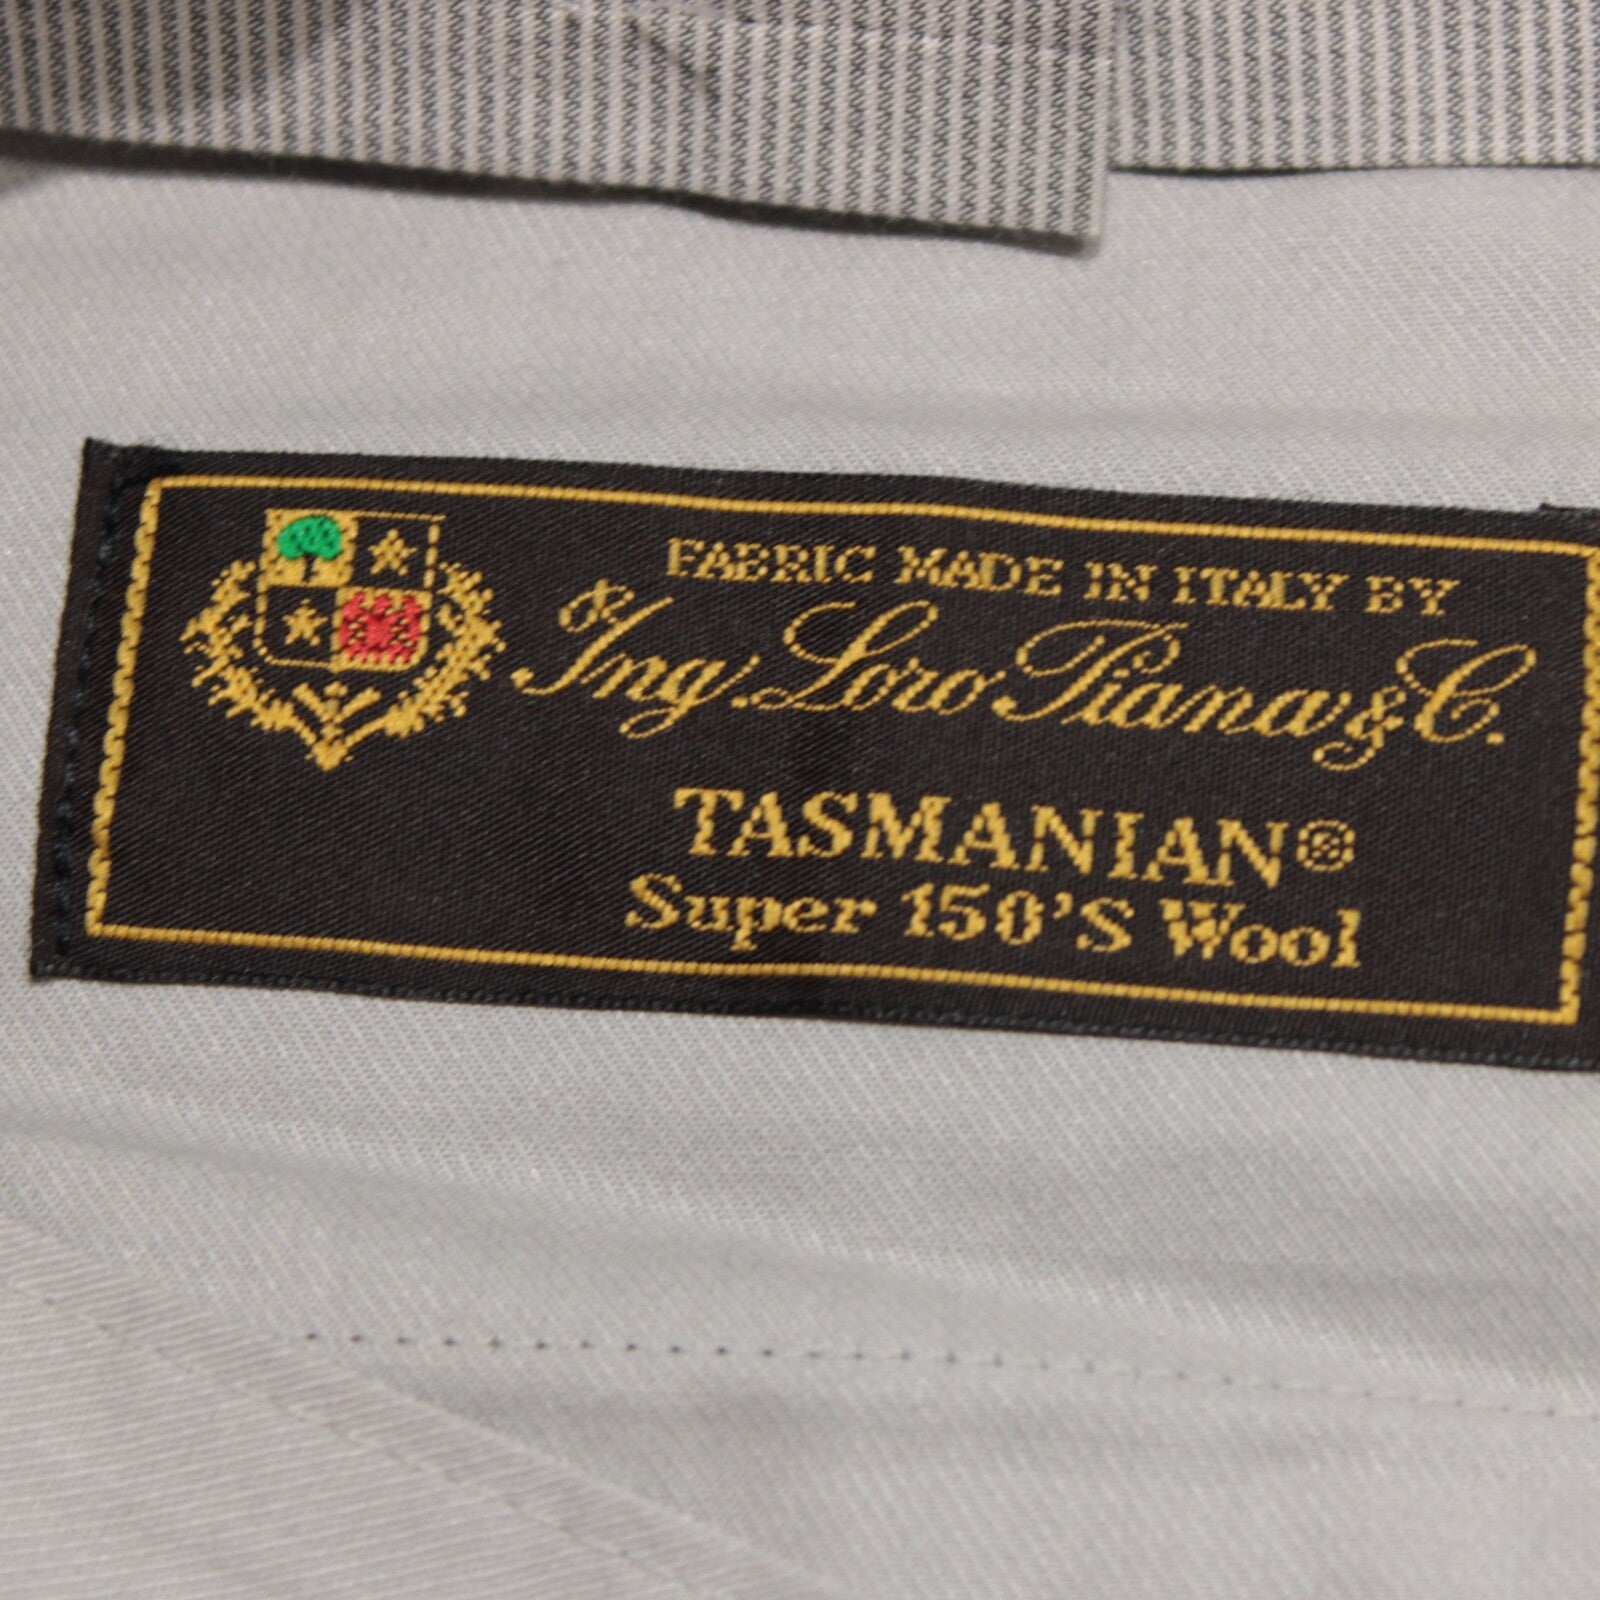 FABRIC MADE IN ITALY BY
Ing. Loro Piana & C.
TASMANIAN®
Super 150'S Wool